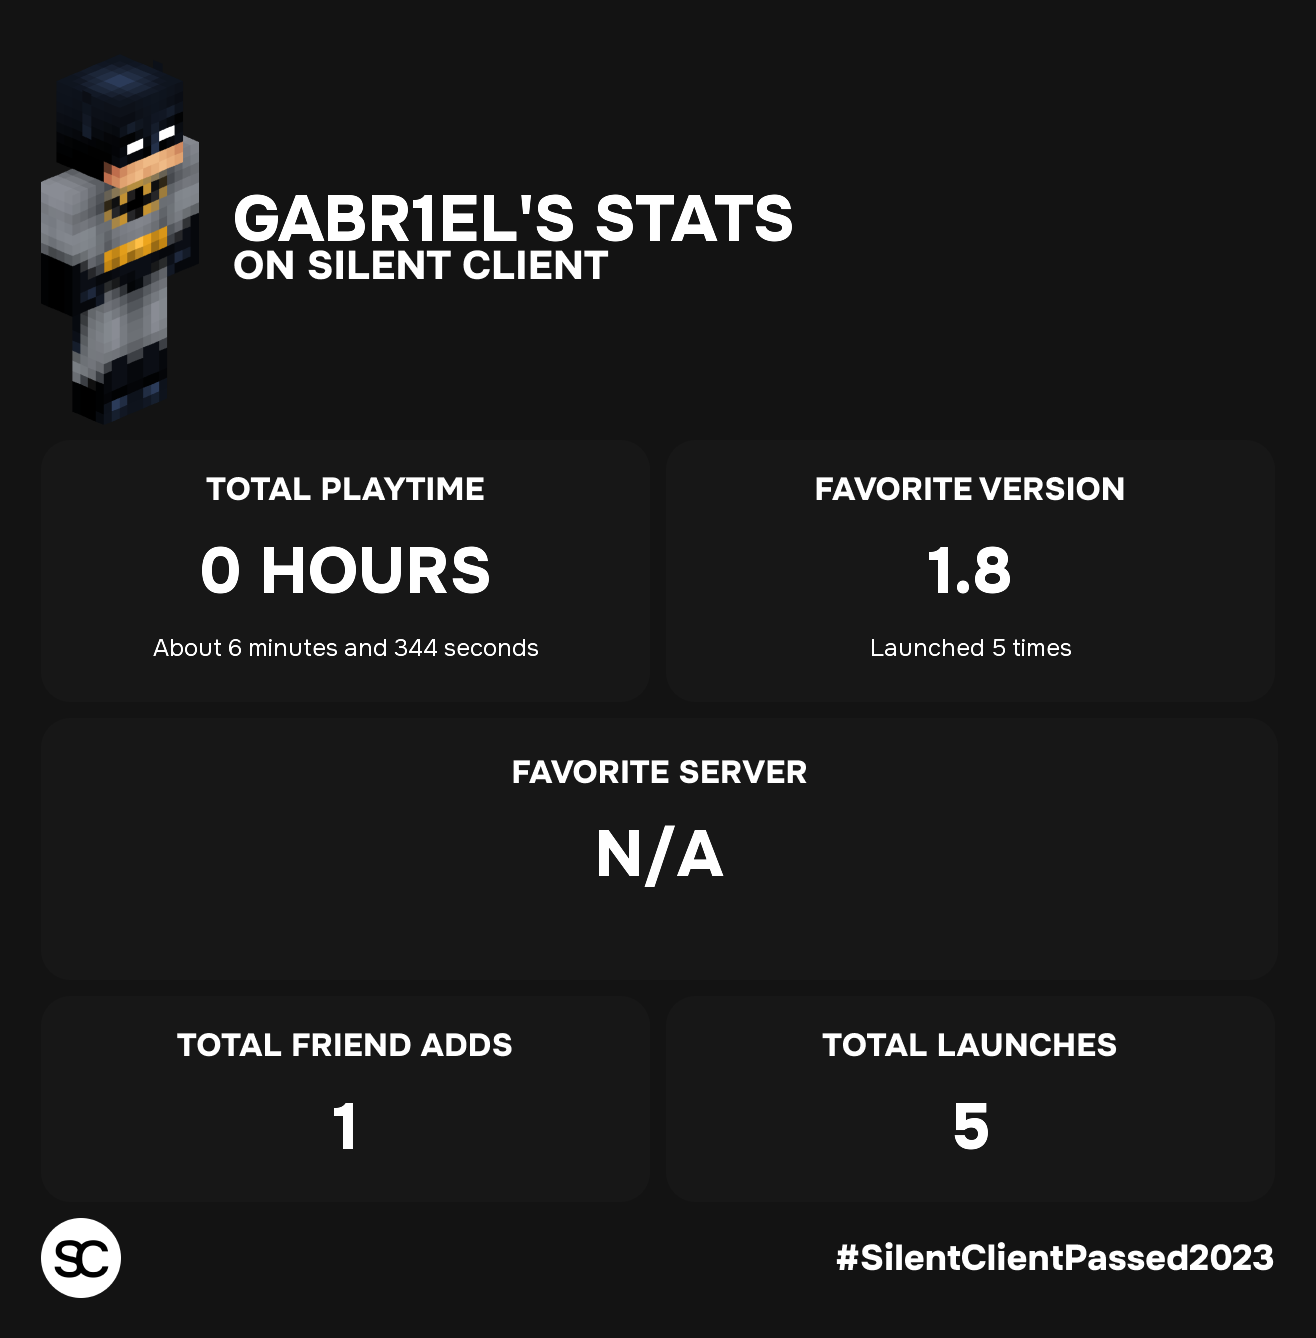 GABR1EL'S STATS
ON SILENT CLIENT
TOTAL PLAYTIME
0 HOURS
About 6 minutes and 344 seconds
FAVORITE VERSION
1.8
Launched 5 times
FAVORITE SERVER
N/A
TOTAL FRIEND ADDS
1
TOTAL LAUNCHES
5
SC
#SilentClientPassed2023